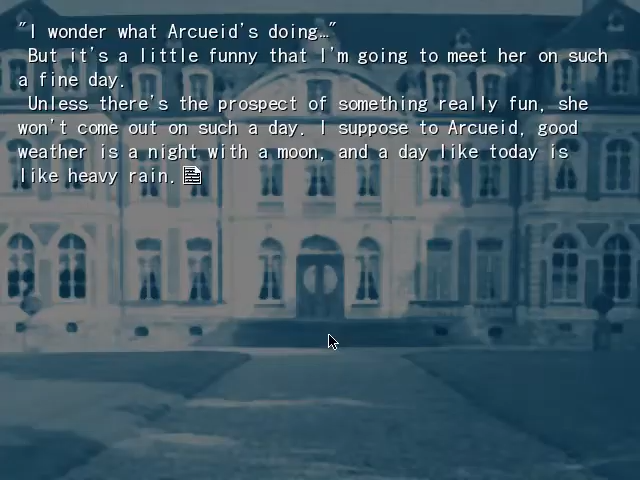 "I wonder what Arcueid's doing…"
But it's a little funny that I'm going to meet her on such
a fine day.
Unless there's the prospect of something really fun, she
won't come out on such a day. I suppose to Arcueid, good
weather is a night with a moon, and a day like today is
like heavy rain.